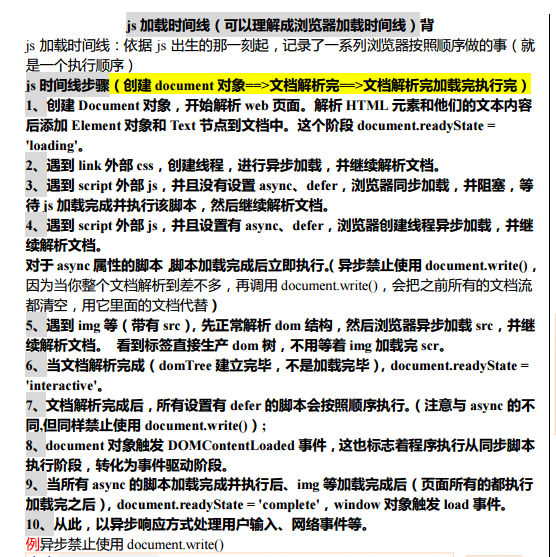 js 加载时间线（可以理解成浏览器加载时间线）背
js 加载时间线：依据 js 出生的那一刻起，记录了一系列浏览器按照顺序做的事（就
是一个执行顺序）
js 时间线步骤（创建 document 对象==>文档解析完==>文档解析完加载完执行完）
1、创建 Document 对象，开始解析 web 页面。解析 HTML 元素和他们的文本内容
后添加 Element 对象和 Text 节点到文档中。这个阶段 document.readyState =
'loading'。
2、遇到 link 外部 css，创建线程，进行异步加载，并继续解析文档。
3、遇到 script 外部 js，并且没有设置 async、defer，浏览器同步加载，并阻塞，等
待 js 加载完成并执行该脚本，然后继续解析文档。
4、遇到 script 外部 js，并且设置有 async、defer，浏览器创建线程异步加载，并继
续解析文档。
对于 async 属性的脚本，脚本加载完成后立即执行。（异步禁止使用 document.write()，
因为当你整个文档解析到差不多，再调用 document.write()，会把之前所有的文档流
都清空，用它里面的文档代替）
5、遇到 img 等（带有 src），先正常解析 dom 结构，然后浏览器异步加载 src，并继
续解析文档。 看到标签直接生产 dom 树，不用等着 img 加载完 scr。
6、当文档解析完成（domTree 建立完毕，不是加载完毕），document.readyState =
'interactive'。
7、文档解析完成后，所有设置有 defer 的脚本会按照顺序执行。（注意与 async 的不
同,但同样禁止使用 document.write()）;
8、document 对象触发 DOMContentLoaded 事件，这也标志着程序执行从同步脚本
执行阶段，转化为事件驱动阶段。
9、当所有 async 的脚本加载完成并执行后、img 等加载完成后（页面所有的都执行
加载完之后），document.readyState = 'complete'，window 对象触发 load 事件。
10、从此，以异步响应方式处理用户输入、网络事件等。
例异步禁止使用 document.write()